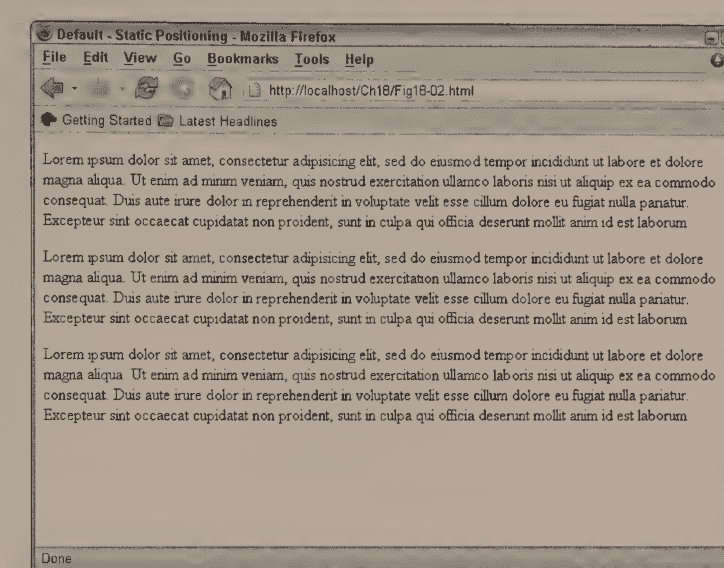 Default - Static Positioning - Mozilla Firefox
File Edit View Go Bookmarks Tools Help
http://localhost/Ch18/Fig18-02.html
Getting Started Latest Headlines
Lorem ipsum dolor sit amet, consectetur adipisicing elit, sed do eiusmod tempor incididunt ut labore et dolore
magna aliqua. Ut enim ad minim veniam, quis nostrud exercitation ullamco laboris nisi ut aliquip ex ea commodo
consequat. Duis aute irure dolor in reprehenderit in voluptate velit esse cillum dolore eu fugiat nulla pariatur.
Excepteur sint occaecat cupidatat non proident, sunt in culpa qui officia deserunt mollit anim id est laborum
Lorem ipsum dolor sit amet, consectetur adipisicing elit, sed do eiusmod tempor incididunt ut labore et dolore
magna aliqua. Ut enim ad minim veniam, quis nostrud exercitation ullamco laboris nisi ut aliquip ex ea commodo
consequat. Duis aute irure dolor in reprehenderit in voluptate velit esse cillum dolore eu fugiat nulla pariatur.
Excepteur sint occaecat cupidatat non proident, sunt in culpa qui officia deserunt mollit anim id est laborum
Lorem ipsum dolor sit amet, consectetur adipisicing elit, sed do eiusmod tempor incididunt ut labore et dolore
magna aliqua Ut enim ad minim veniam, quis nostrud exercitation ullamco laboris nisi ut aliquip ex ea commodo
consequat. Duis aute irure dolor in reprehenderit in voluptate velit esse cillum dolore eu fugiat nulla pariatur.
Excepteur sint occaecat cupidatat non proident, sunt in culpa qui officia deserunt mollit anim id est laborum
Done